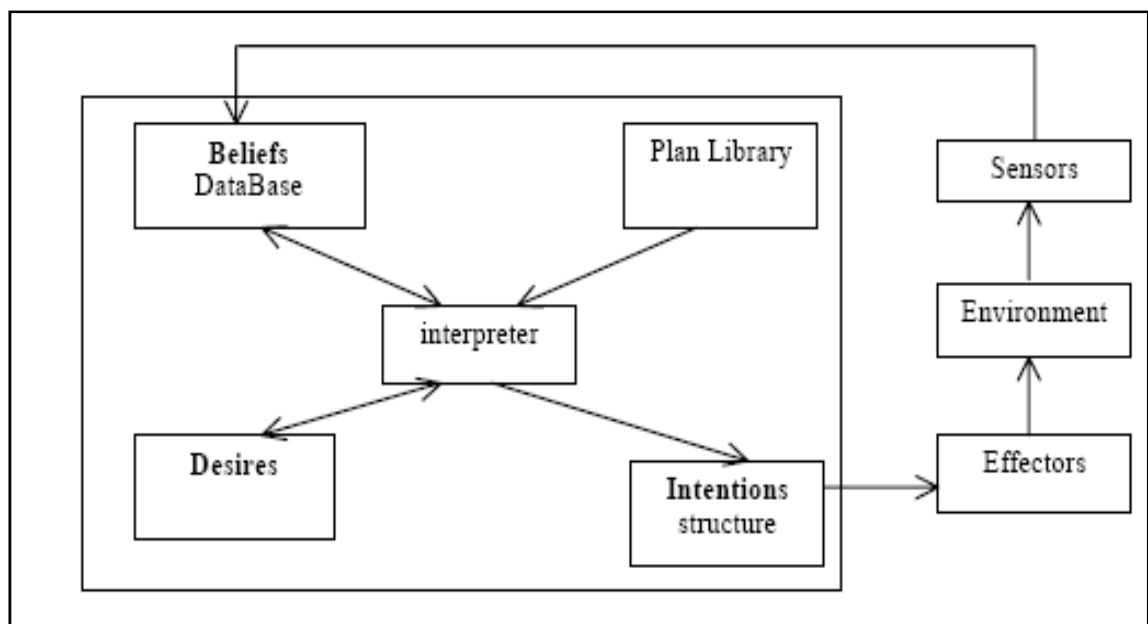 Beliefs
DataBase
Plan Library
Sensors
Environment
interpreter
Desires
Intentions
structure
Effectors